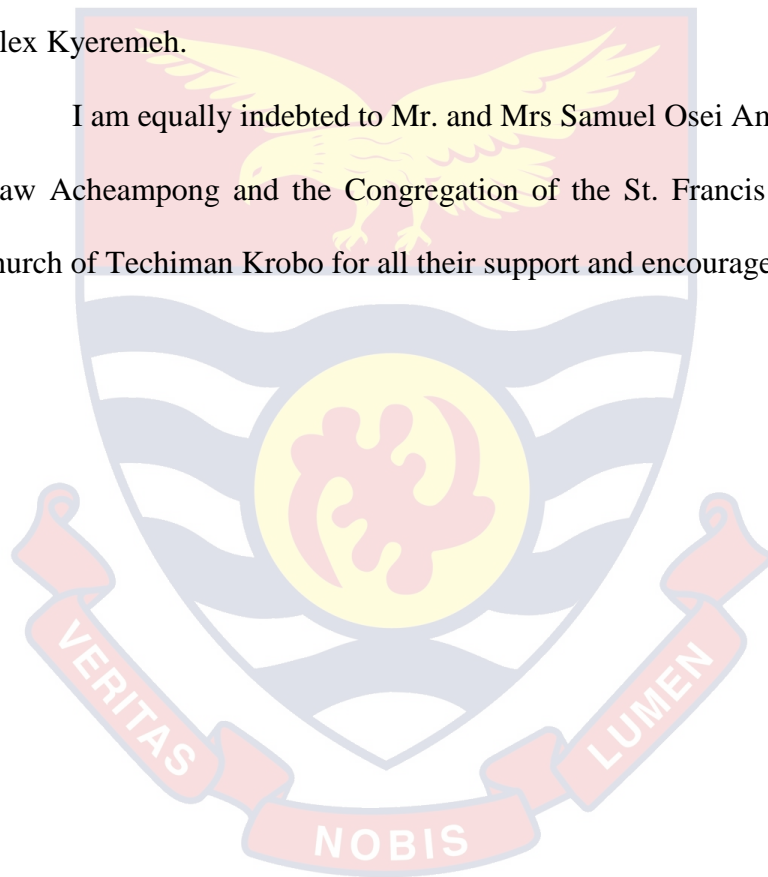 lex Kyeremeh.
I am equally indebted to Mr. and Mrs Samuel Osei An
aw Acheampong and the Congregation of the St. Francis
hurch of Techiman Krobo for all their support and encourage
VERITAS
NOBIS
LUMEN